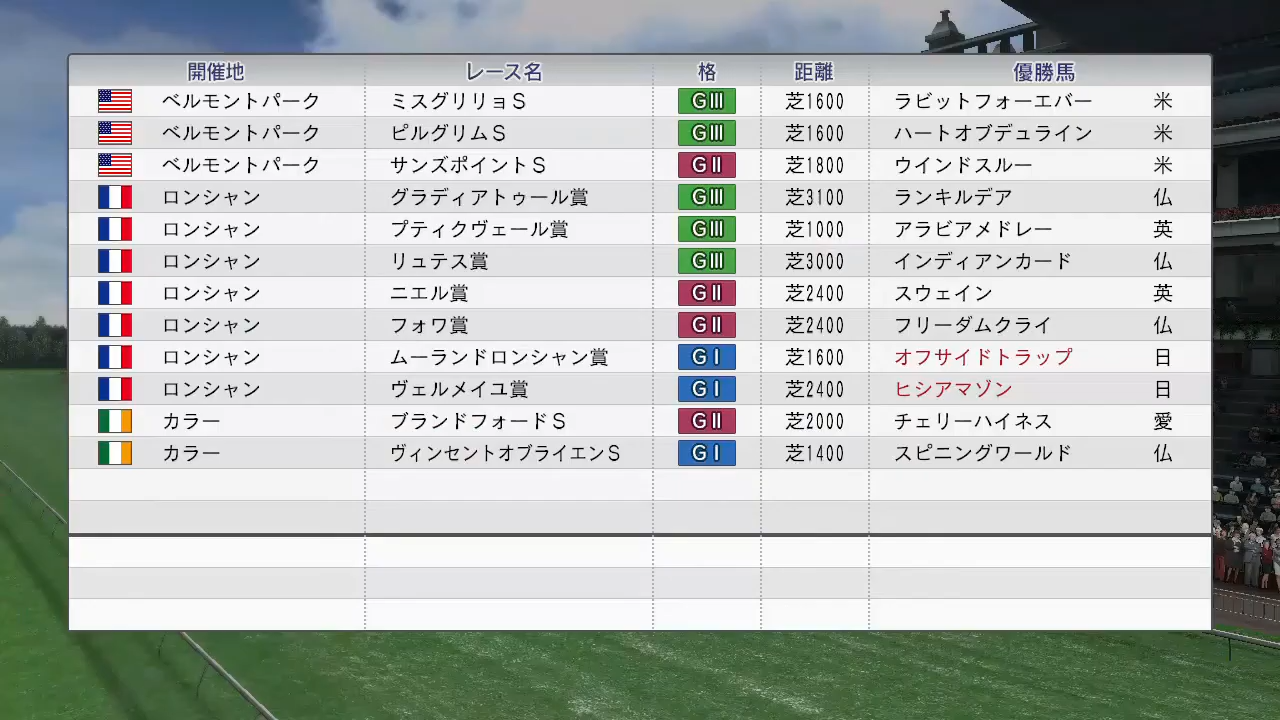 開催地 レース名 格 距離 優勝馬
ベルモントパーク ミスグリリョS GIII 芝1600 ラビットフォーエバー 米
ベルモントパーク ピルグリムS GIII 芝1600 ハートオブデュライン 米
ベルモントパーク サンズポイントS GII 芝1800 ウインドスルー 米
ロンシャン グラディアトゥール賞 GIII 芝3100 ランキルデア 仏
ロンシャン プティクヴェール賞 GIII 芝1000 アラビアメドレー 英
ロンシャン リュテス賞 GIII 芝3000 インディアンカード 仏
ロンシャン ニエル賞 GII 芝2400 スウェイン 英
ロンシャン フォワ賞 GII 芝2400 フリーダムクライ 仏
ロンシャン ムーランドロンシャン賞 GI 芝1600 オフサイドトラップ 日
ロンシャン ヴェルメイユ賞 GI 芝2400 ヒシアマゾン 日
カラー ブランドフォードS GII 芝2000 チェリーハイネス 愛
カラー ヴィンセントオブライエンS GI 芝1400 スピニングワールド 仏